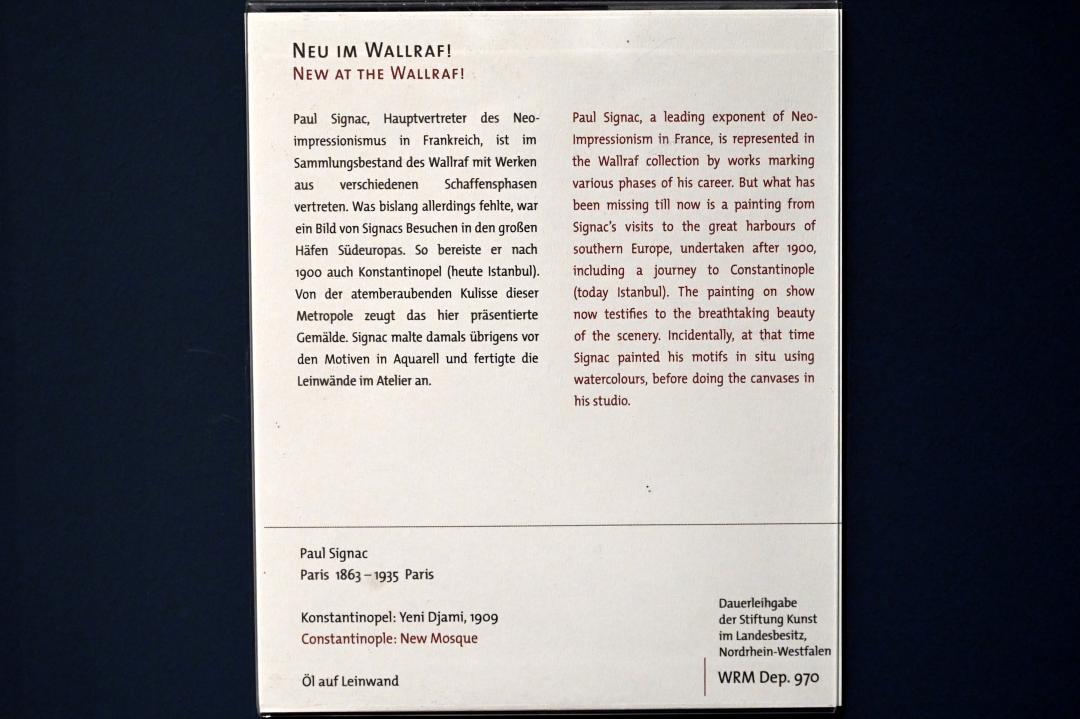 NEU IM WALLRAF!
NEW AT THE WALLRAF!
Paul Signac, Hauptvertreter des Neo-
impressionismus in Frankreich, ist im
Sammlungsbestand des Wallraf mit Werken
aus verschiedenen Schaffensphasen
vertreten. Was bislang allerdings fehlte, war
ein Bild von Signacs Besuchen in den großen
Häfen Südeuropas. So bereiste er nach
1900 auch Konstantinopel (heute Istanbul).
Von der atemberaubenden Kulisse dieser
Metropole zeugt das hier präsentierte
Gemälde. Signac malte damals übrigens vor
den Motiven in Aquarell und fertigte die
Leinwände im Atelier an.
Paul Signac, a leading exponent of Neo-
Impressionism in France, is represented in
the Wallraf collection by works marking
various phases of his career. But what has
been missing till now is a painting from
Signac's visits to the great harbours of
southern Europe, undertaken after 1900,
including a journey to Constantinople
(today Istanbul). The painting on show
now testifies to the breathtaking beauty
of the scenery. Incidentally, at that time
Signac painted his motifs in situ using
watercolours, before doing the canvases in
his studio.
Paul Signac
Paris 1863 – 1935 Paris
Konstantinopel: Yeni Djami, 1909
Constantinople: New Mosque
Öl auf Leinwand
Dauerleihgabe
der Stiftung Kunst
im Landesbesitz,
Nordrhein-Westfalen
WRM Dep. 970